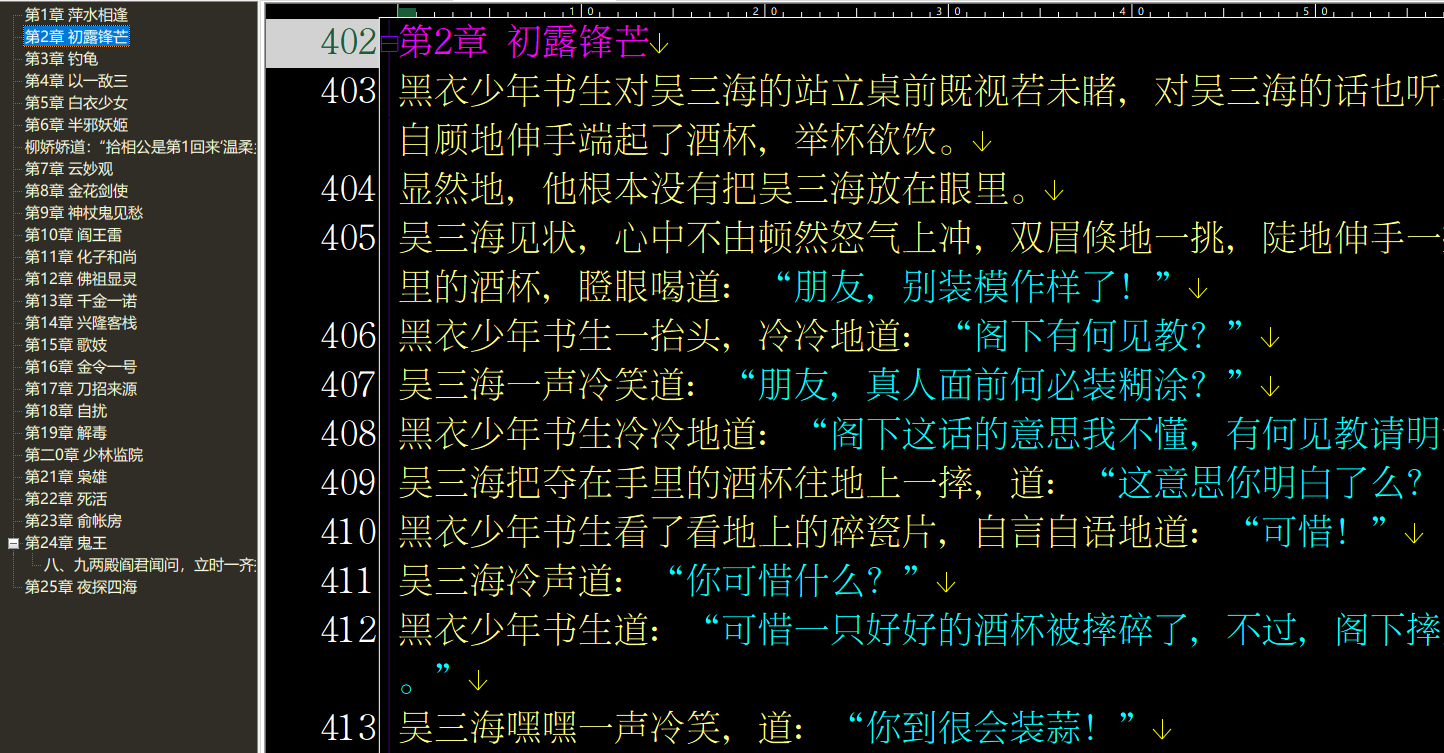 第1章 萍水相逢
第2章 初露锋芒
第3章 钓龟
第4章 以一敌三
第5章 白衣少女
第6章 半邪妖姬
柳娇娇道：“拾相公是第1回来‘温柔
第7章 云妙观
第8章 金花剑使
第9章 神杖鬼见愁
第10章 阎王雷
第11章 化子和尚
第12章 佛祖显灵
第13章 千金一诺
第14章 兴隆客栈
第15章 歌妓
第16章 金令一号
第17章 刀招来源
第18章 自扰
第19章 解毒
第二0章 少林监院
第21章 枭雄
第22章 死活
第23章 俞帐房
第24章 鬼王
八、九两殿阎君闻问，立时一齐
第25章 夜探四海
10 20 30 40 50
402 第2章 初露锋芒↓
403 黑衣少年书生对吴三海的站立桌前既视若未睹，对吴三海的话也听
自顾地伸手端起了酒杯，举杯欲饮。↓
404 显然地，他根本没有把吴三海放在眼里。↓
405 吴三海见状，心中不由顿然怒气上冲，双眉倏地一挑，陡地伸手一
里的酒杯，瞪眼喝道：“朋友，别装模作样了！”↓
406 黑衣少年书生一抬头，冷冷地道：“阁下有何见教？”↓
407 吴三海一声冷笑道：“朋友，真人面前何必装糊涂？”↓
408 黑衣少年书生冷冷地道：“阁下这话的意思我不懂，有何见教请明
409 吴三海把夺在手里的酒杯往地上一摔，道：“这意思你明白了么？
410 黑衣少年书生看了看地上的碎瓷片，自言自语地道：“可惜！”↓
411 吴三海冷声道：“你可惜什么？”↓
412 黑衣少年书生道：“可惜一只好好的酒杯被摔碎了，不过，阁下摔
。”↓
413 吴三海嘿嘿一声冷笑，道：“你到很会装蒜！”↓